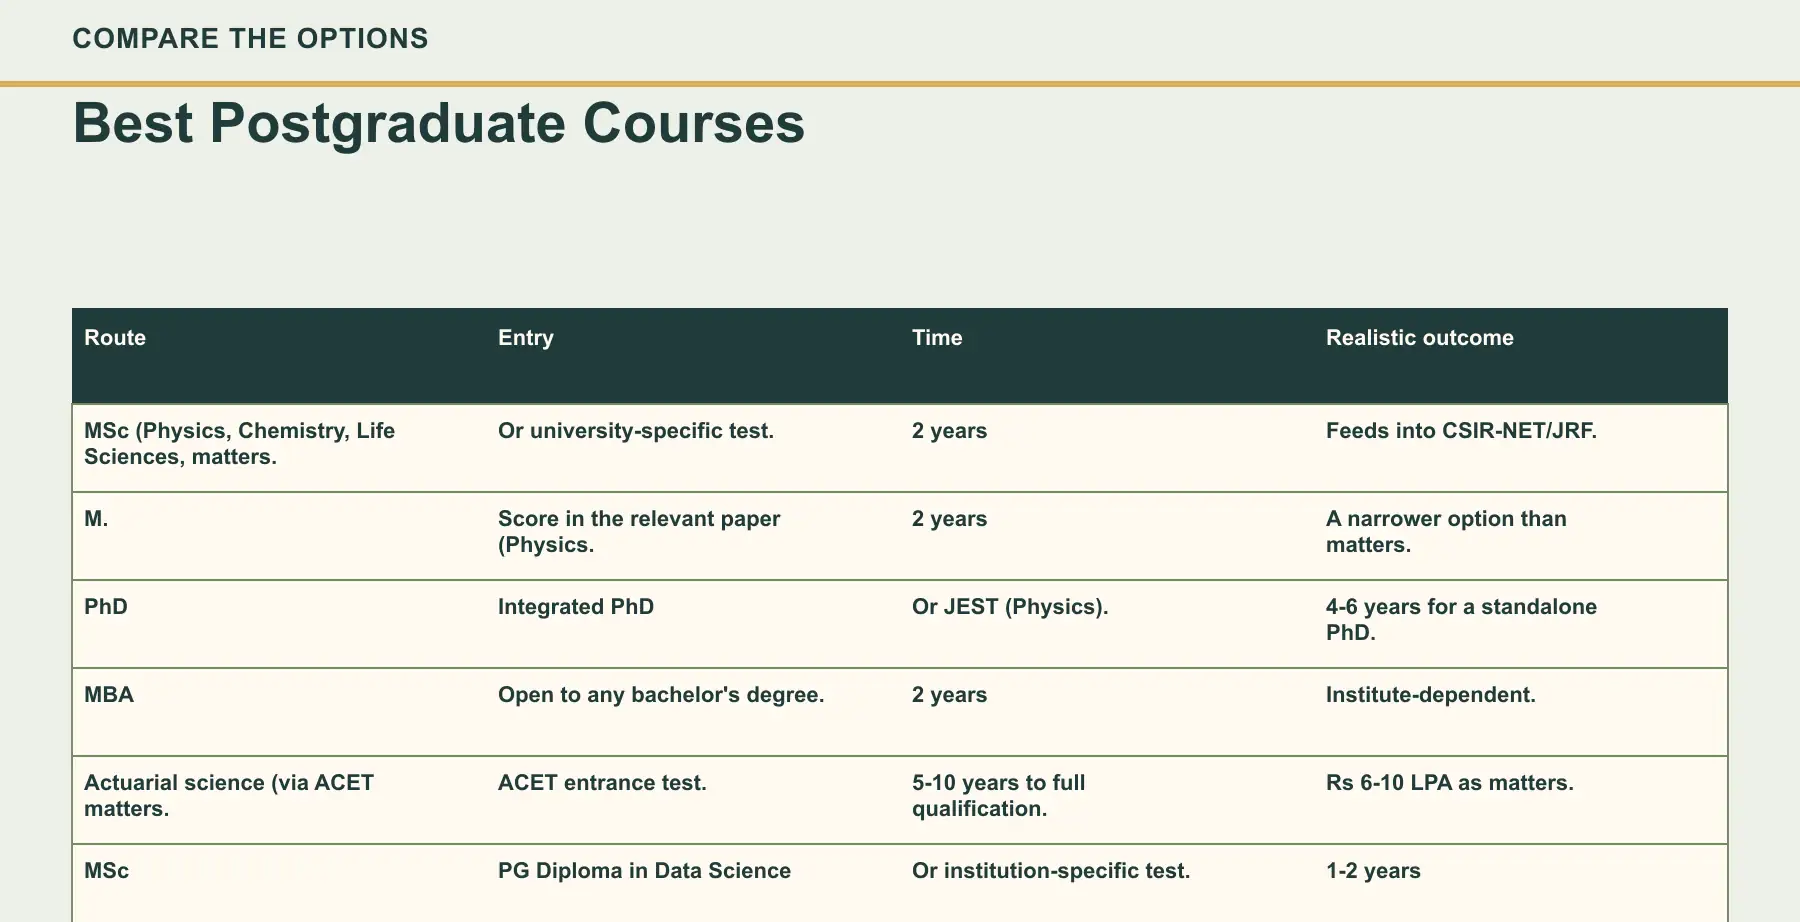 COMPARE THE OPTIONS
Best Postgraduate Courses
Route Entry Time Realistic outcome
MSc (Physics, Chemistry, Life Sciences, matters. Or university-specific test. 2 years Feeds into CSIR-NET/JRF.
M. Score in the relevant paper (Physics. 2 years A narrower option than matters.
PhD Integrated PhD Or JEST (Physics). 4-6 years for a standalone PhD.
MBA Open to any bachelor's degree. 2 years Institute-dependent.
Actuarial science (via ACET matters. ACET entrance test. 5-10 years to full qualification. Rs 6-10 LPA as matters.
MSc PG Diploma in Data Science Or institution-specific test. 1-2 years